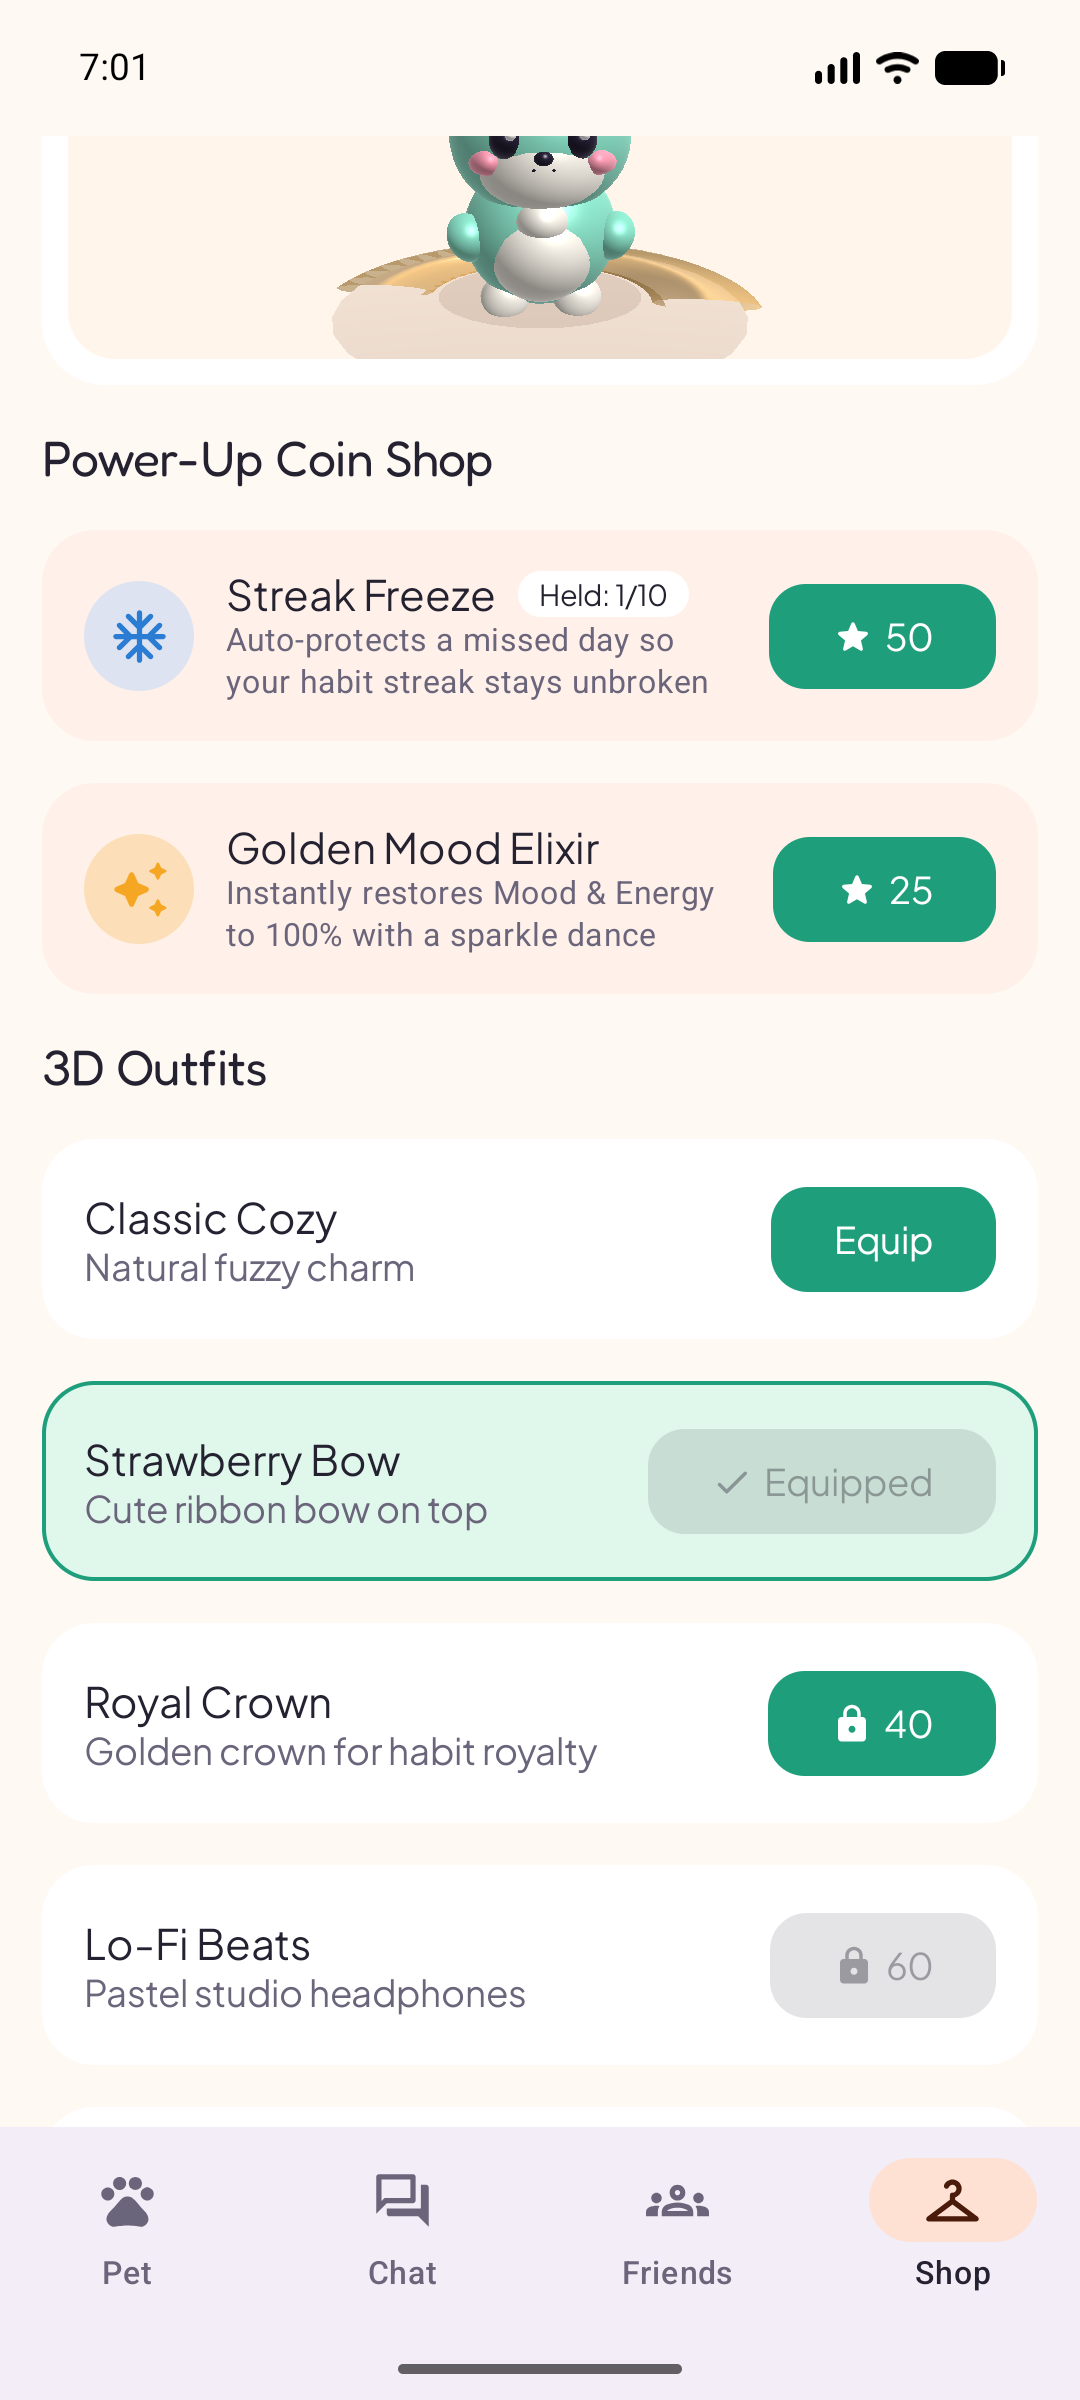 7:01
Power-Up Coin Shop
Streak Freeze Held: 1/10
Auto-protects a missed day so
your habit streak stays unbroken
50
Golden Mood Elixir
Instantly restores Mood & Energy
to 100% with a sparkle dance
25
3D Outfits
Classic Cozy
Natural fuzzy charm
Equip
Strawberry Bow
Cute ribbon bow on top
Equipped
Royal Crown
Golden crown for habit royalty
40
Lo-Fi Beats
Pastel studio headphones
60
Pet
Chat
Friends
Shop